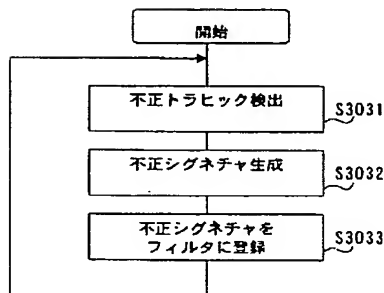 開始
不正トラヒック検出
S3031
不正シグネチャ生成
S3032
不正シグネチャを
フィルタに登録
S3033